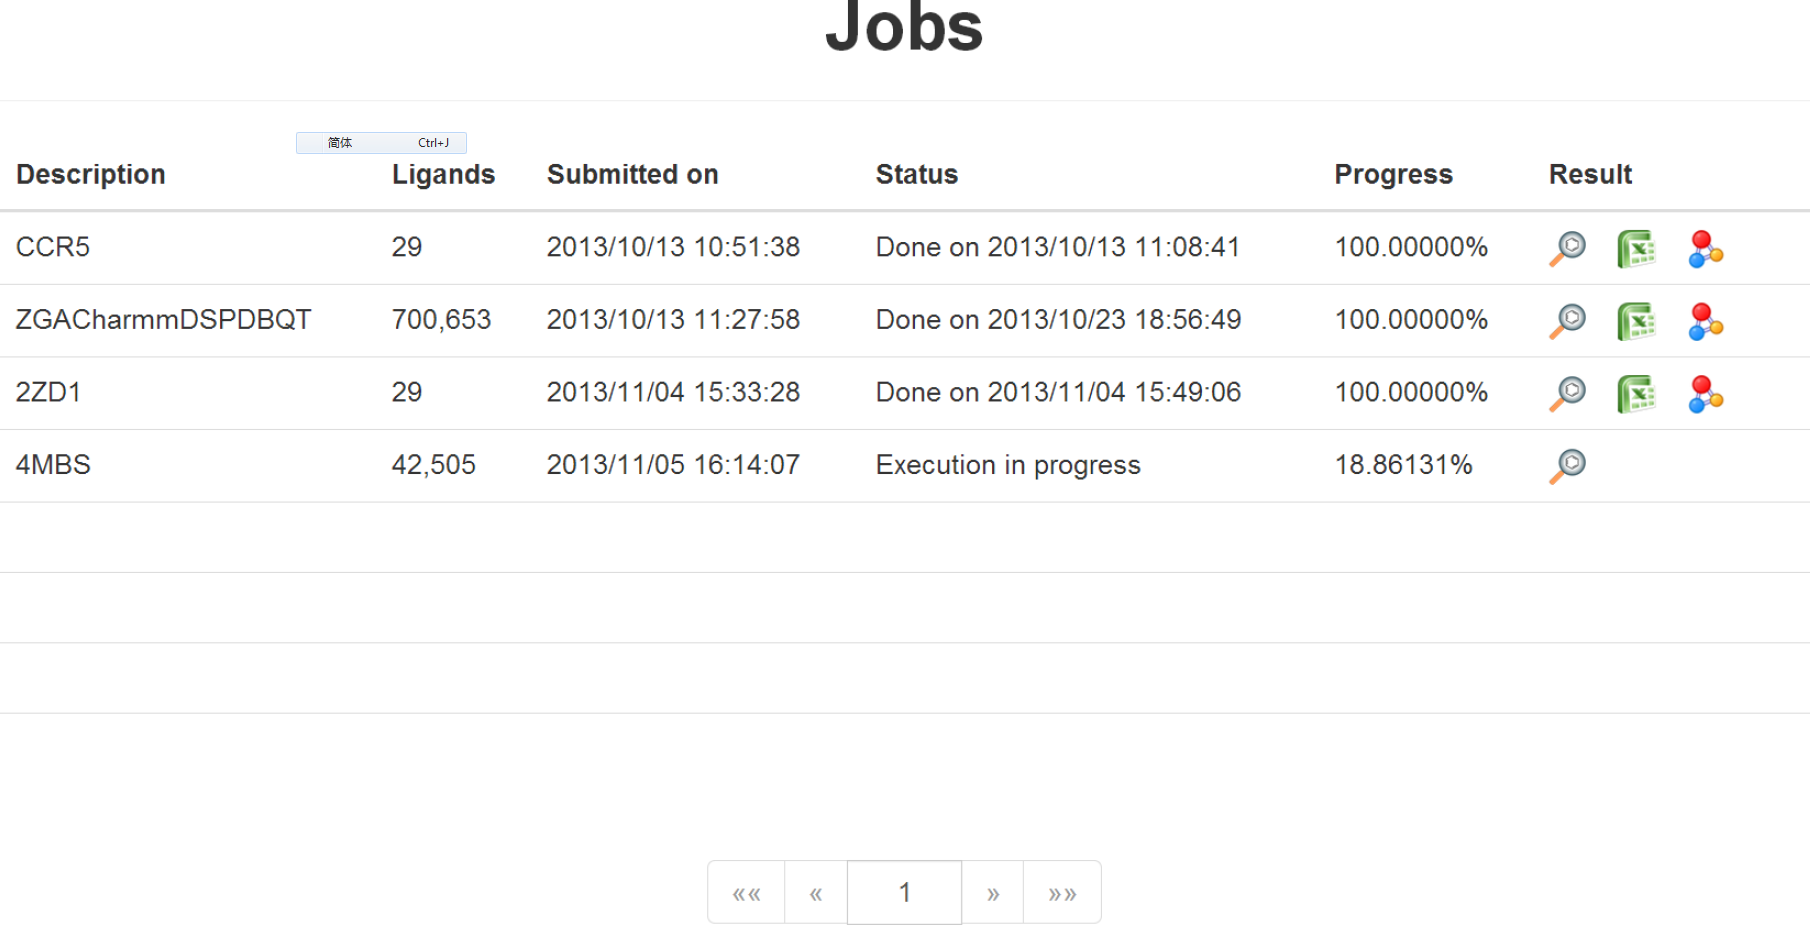 Jobs
简体 Ctrl+J
Description Ligands Submitted on Status Progress Result
CCR5 29 2013/10/13 10:51:38 Done on 2013/10/13 11:08:41 100.00000%
ZGACharmmDSPDBQT 700,653 2013/10/13 11:27:58 Done on 2013/10/23 18:56:49 100.00000%
2ZD1 29 2013/11/04 15:33:28 Done on 2013/11/04 15:49:06 100.00000%
4MBS 42,505 2013/11/05 16:14:07 Execution in progress 18.86131%
«« « 1 » »»